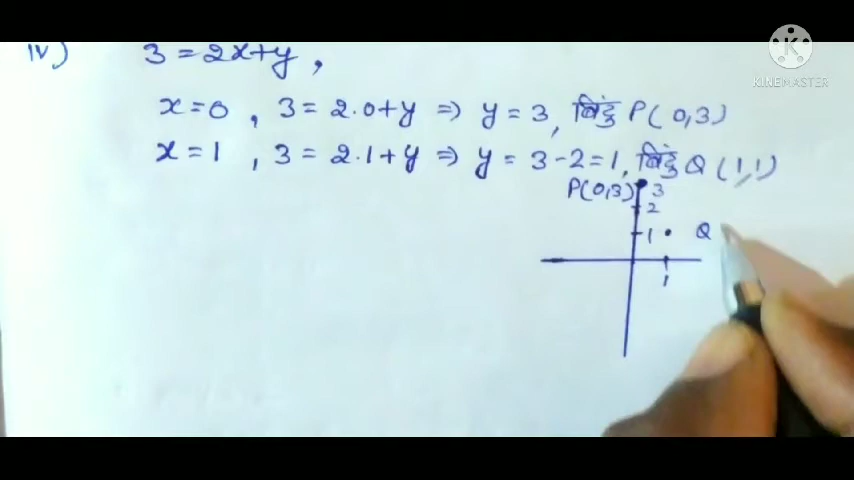 iv) 3 = 2x+y,
x=0, 3 = 2.0+y => y = 3, बिंदु P(0,3)
x=1, 3 = 2.1+y => y = 3-2=1, बिंदु Q(1,1)
P(0,3) 3
2
1 Q
1
KINEMASTER